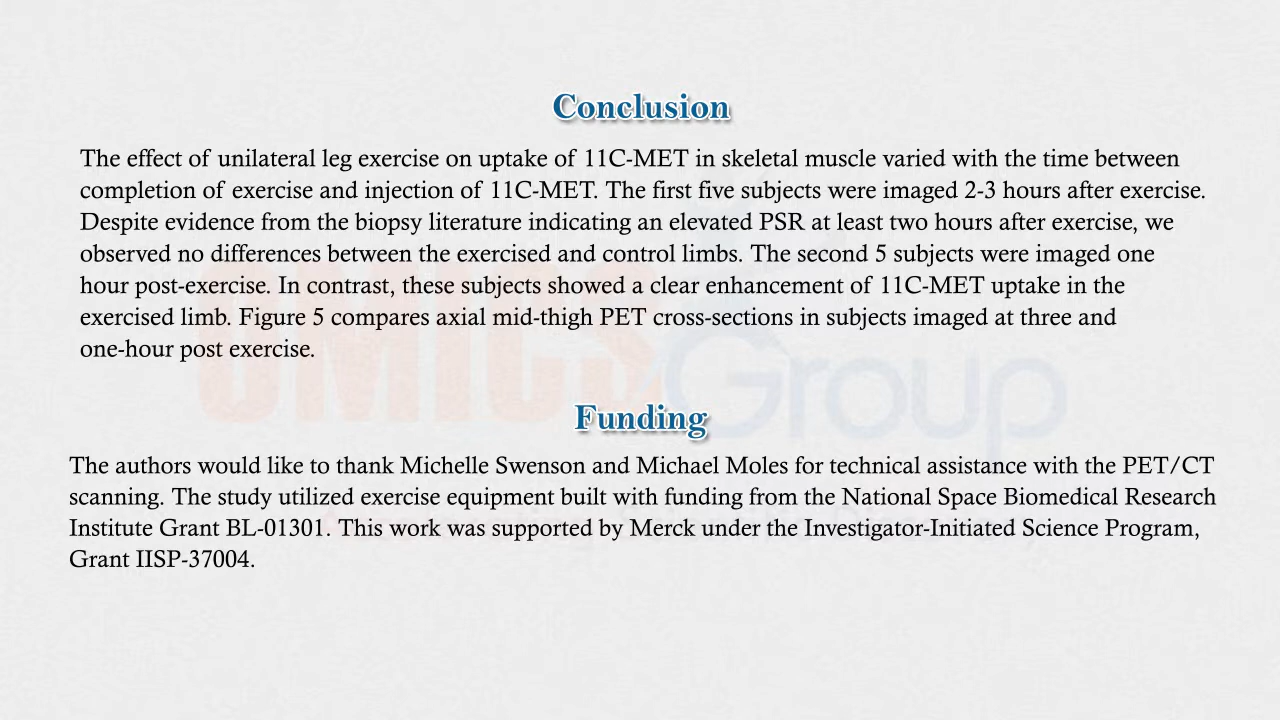 Conclusion
The effect of unilateral leg exercise on uptake of 11C-MET in skeletal muscle varied with the time between
completion of exercise and injection of 11C-MET. The first five subjects were imaged 2-3 hours after exercise.
Despite evidence from the biopsy literature indicating an elevated PSR at least two hours after exercise, we
observed no differences between the exercised and control limbs. The second 5 subjects were imaged one
hour post-exercise. In contrast, these subjects showed a clear enhancement of 11C-MET uptake in the
exercised limb. Figure 5 compares axial mid-thigh PET cross-sections in subjects imaged at three and
one-hour post exercise.
OMICS Group
Funding
The authors would like to thank Michelle Swenson and Michael Moles for technical assistance with the PET/CT
scanning. The study utilized exercise equipment built with funding from the National Space Biomedical Research
Institute Grant BL-01301. This work was supported by Merck under the Investigator-Initiated Science Program,
Grant IISP-37004.